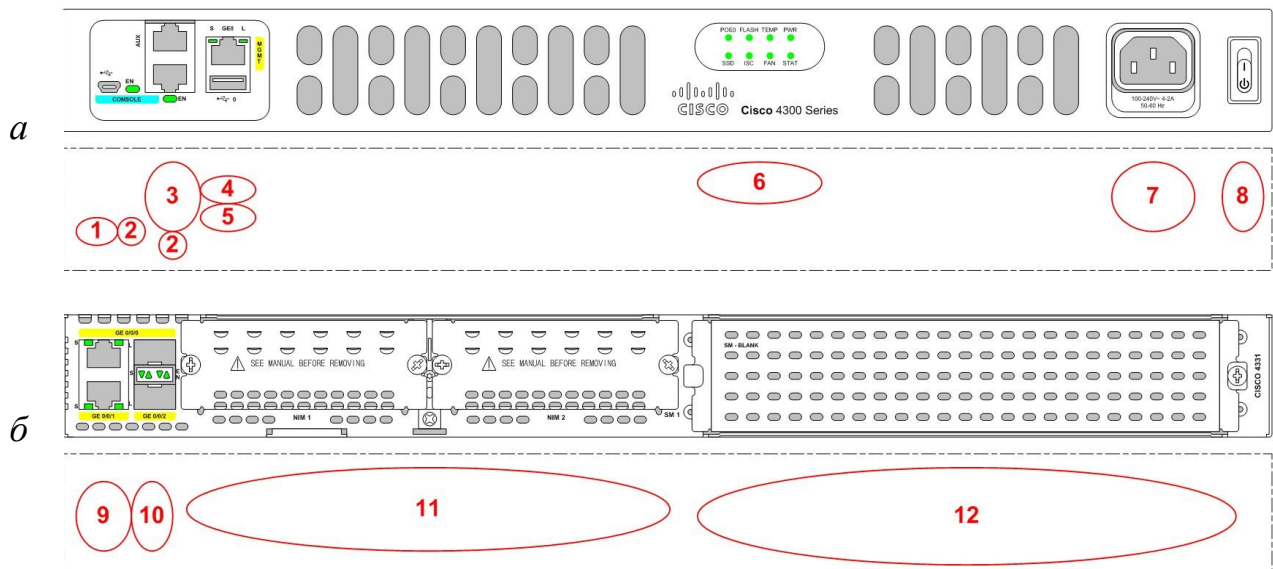 S GE0 L
AUX
MGMT
EN
CONSOLE
EN
0
POE0 FLASH TEMP PWR
SSD ISC FAN STAT
CISCO
Cisco 4300 Series
100-240V~ 4-2A
50-60 Hz
а
1
2
3
2
4
5
6
7
8
GE 0/0/0
S L
S EN
S L
GE 0/0/1 GE 0/0/2
SEE MANUAL BEFORE REMOVING
NIM 1
SEE MANUAL BEFORE REMOVING
NIM 2
SM 1
SM - BLANK
CISCO 4331
б
9
10
11
12